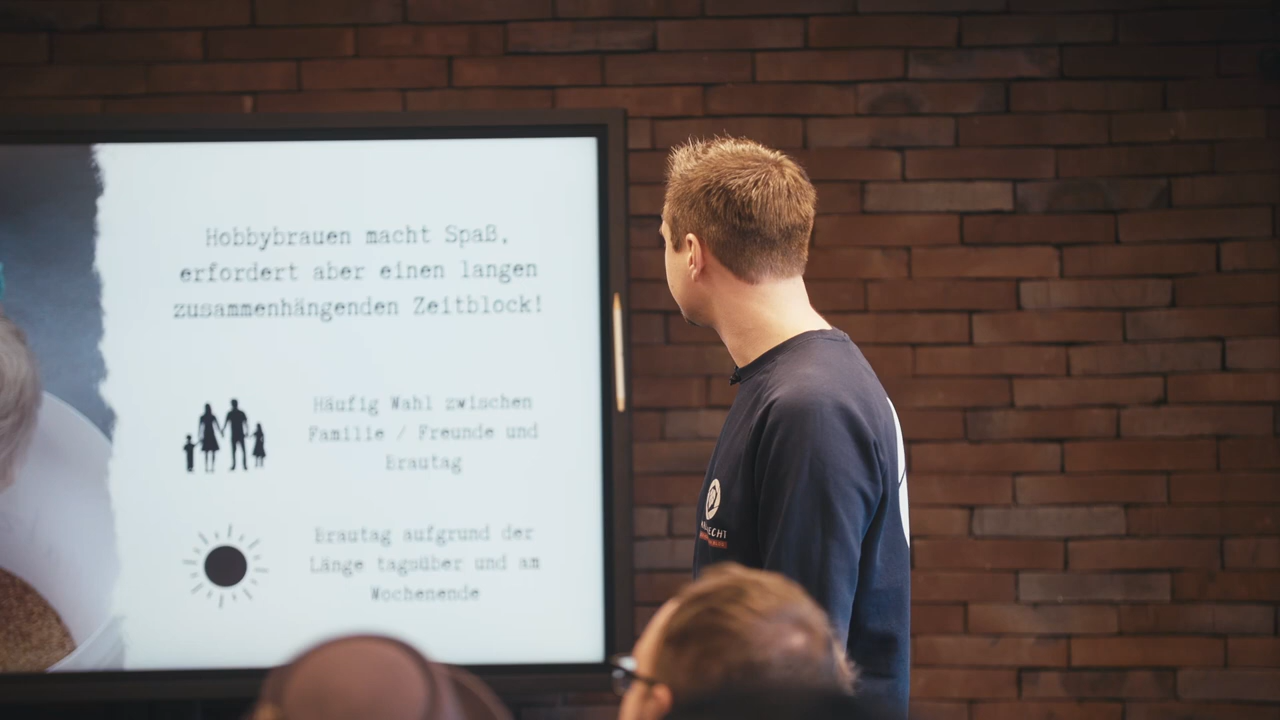 Hobbybrauen macht Spaß,
erfordert aber einen langen
zusammenhängenden Zeitblock!
Häufig Wahl zwischen
Familie / Freunde und
Brautag
Brautag aufgrund der
Länge tagsüber und am
Wochenende